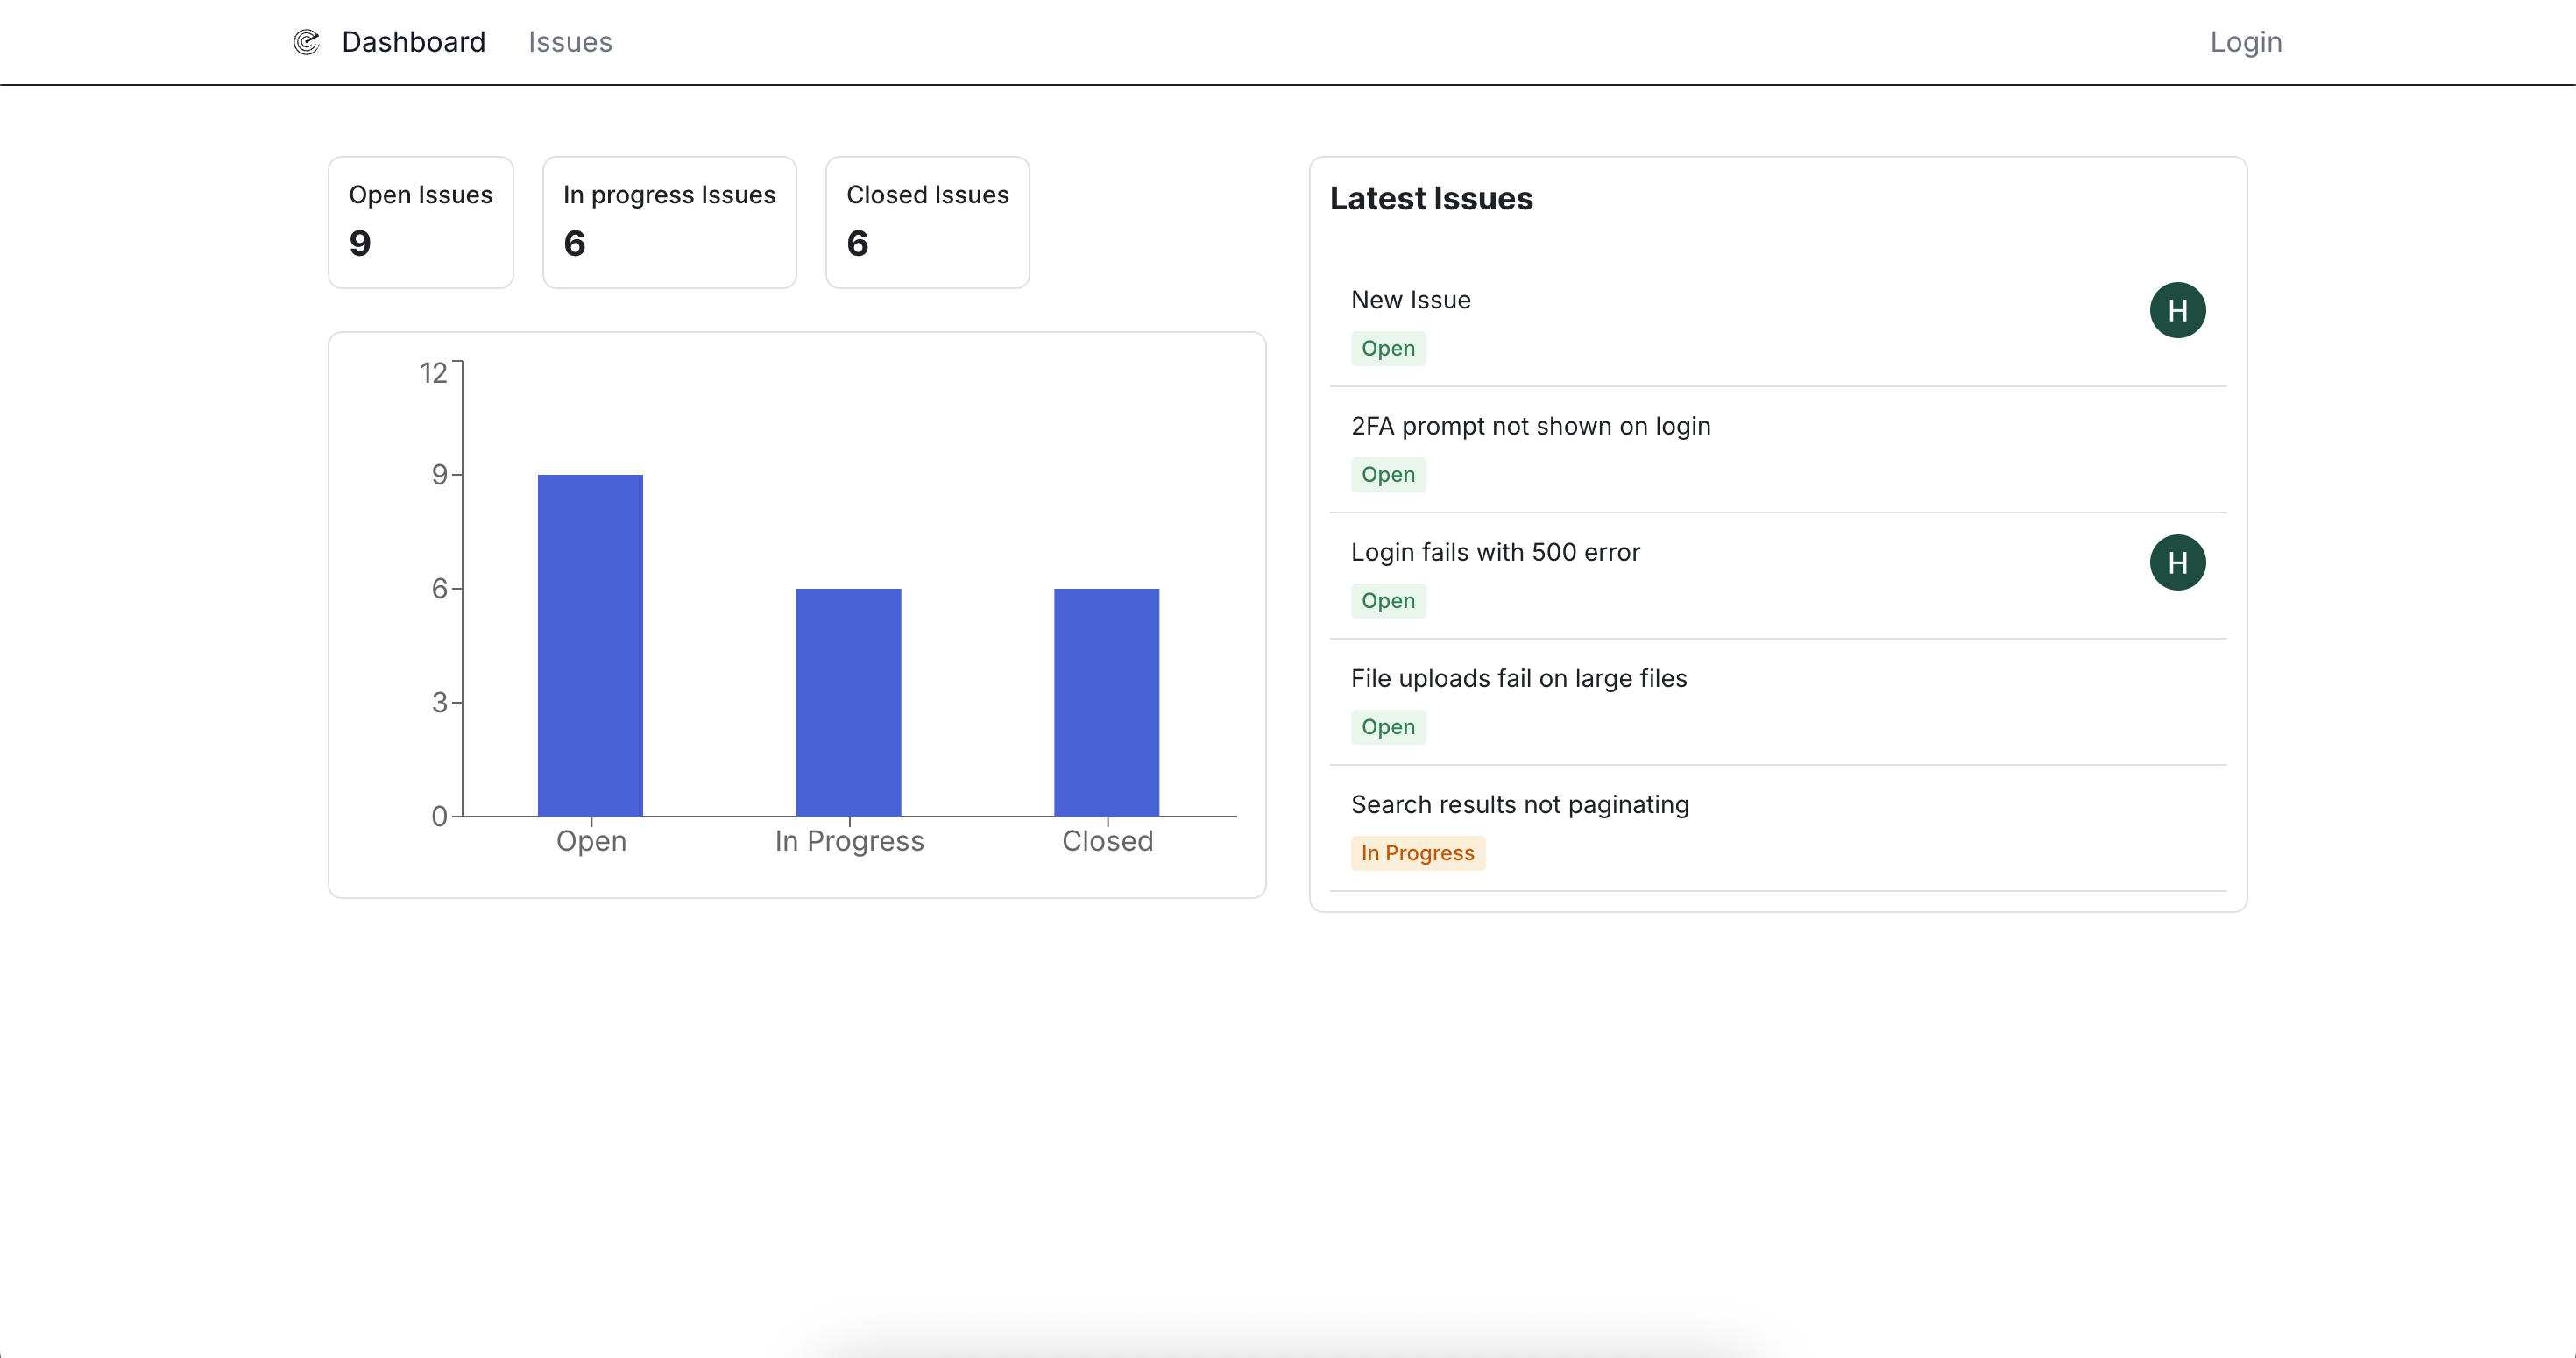 Dashboard Issues Login
Open Issues
9
In progress Issues
6
Closed Issues
6
12
9
6
3
0
Open In Progress Closed
Latest Issues
New Issue
H
Open
2FA prompt not shown on login
Open
Login fails with 500 error
H
Open
File uploads fail on large files
Open
Search results not paginating
In Progress